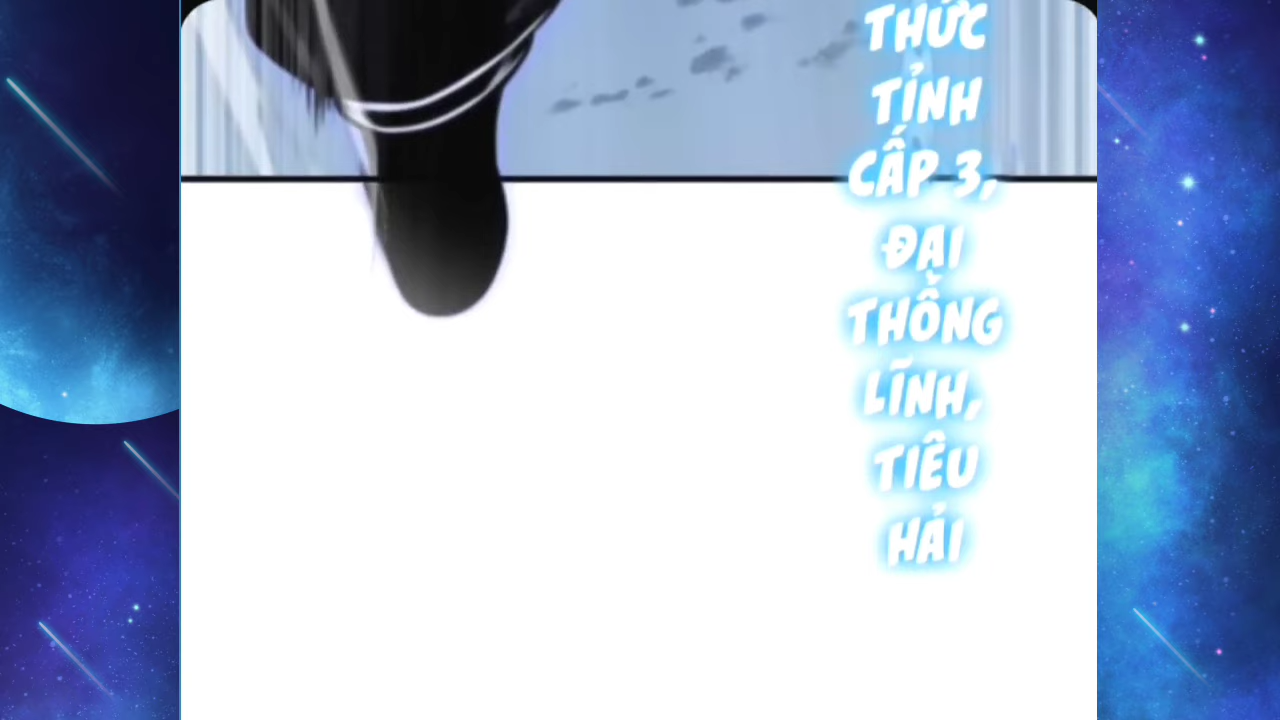 THỨC
TỈNH
CẤP 3,
ĐẠI
THỐNG
LĨNH,
TIÊU
HẢI